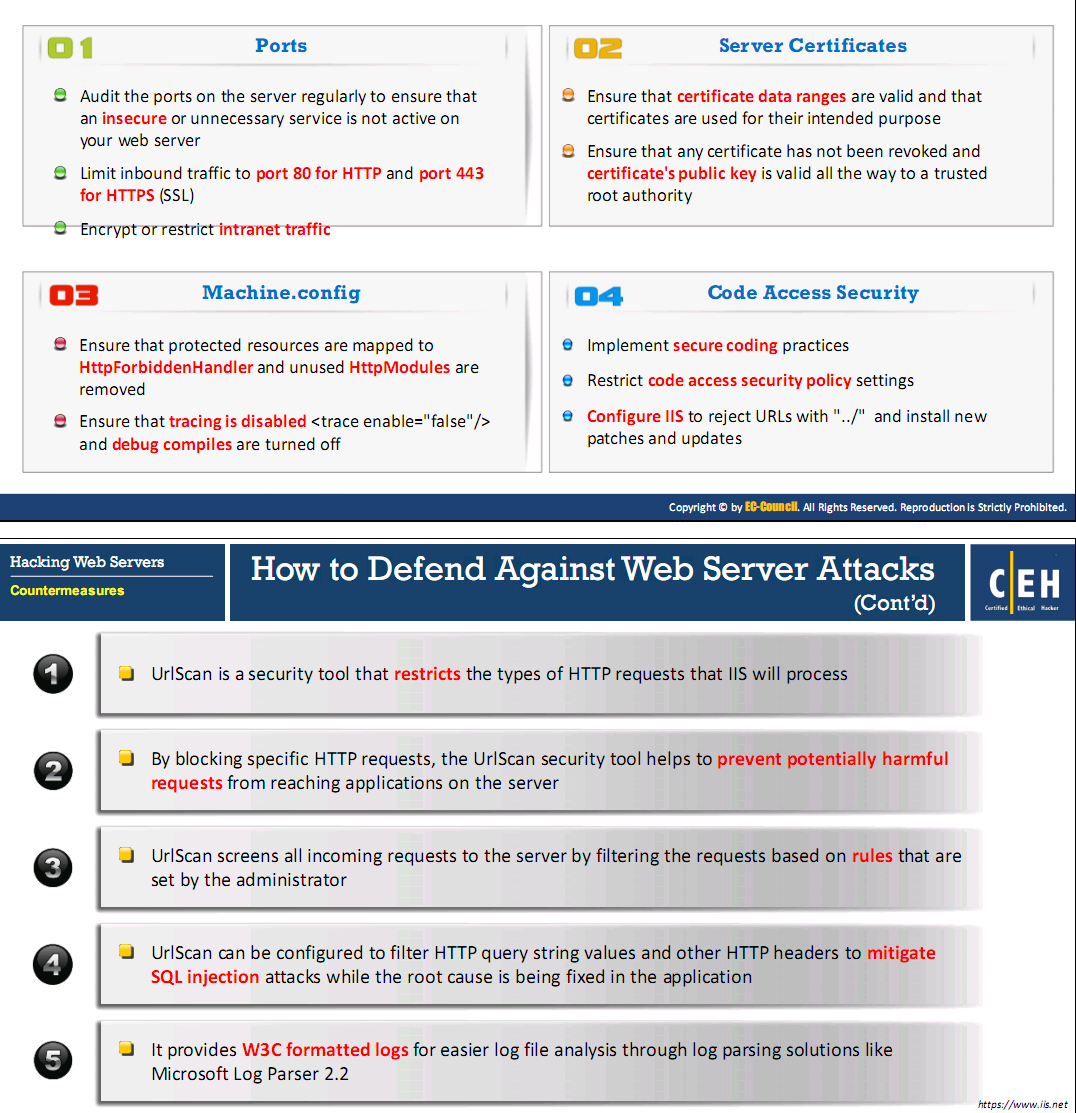 01 Ports
Audit the ports on the server regularly to ensure that
an insecure or unnecessary service is not active on
your web server
Limit inbound traffic to port 80 for HTTP and port 443
for HTTPS (SSL)
Encrypt or restrict intranet traffic
02 Server Certificates
Ensure that certificate data ranges are valid and that
certificates are used for their intended purpose
Ensure that any certificate has not been revoked and
certificate's public key is valid all the way to a trusted
root authority
03 Machine.config
Ensure that protected resources are mapped to
HttpForbiddenHandler and unused HttpModules are
removed
Ensure that tracing is disabled <trace enable="false"/>
and debug compiles are turned off
04 Code Access Security
Implement secure coding practices
Restrict code access security policy settings
Configure IIS to reject URLs with "../" and install new
patches and updates
Copyright © by EC-Council. All Rights Reserved. Reproduction is Strictly Prohibited.
Hacking Web Servers
Countermeasures
How to Defend Against Web Server Attacks
(Cont'd)
C|EH
Certified Ethical Hacker
1
UrlScan is a security tool that restricts the types of HTTP requests that IIS will process
2
By blocking specific HTTP requests, the UrlScan security tool helps to prevent potentially harmful
requests from reaching applications on the server
3
UrlScan screens all incoming requests to the server by filtering the requests based on rules that are
set by the administrator
4
UrlScan can be configured to filter HTTP query string values and other HTTP headers to mitigate
SQL injection attacks while the root cause is being fixed in the application
5
It provides W3C formatted logs for easier log file analysis through log parsing solutions like
Microsoft Log Parser 2.2
https://www.iis.net